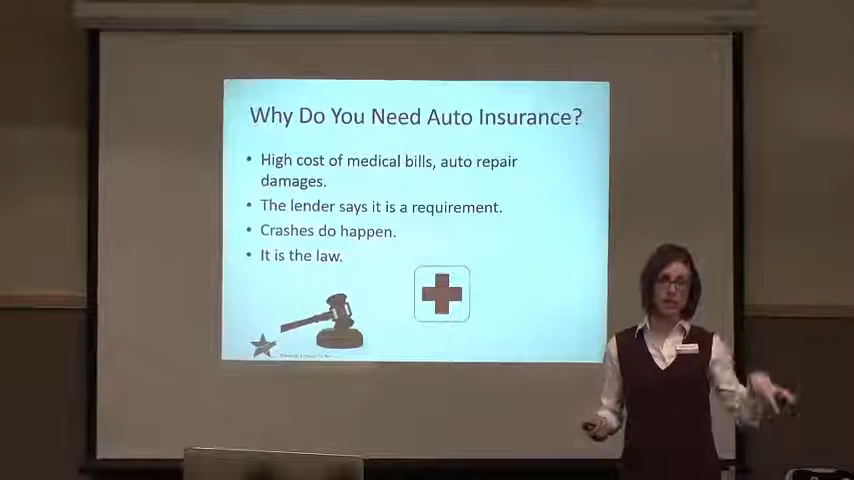 Why Do You Need Auto Insurance?
• High cost of medical bills, auto repair
damages.
• The lender says it is a requirement.
• Crashes do happen.
• It is the law.